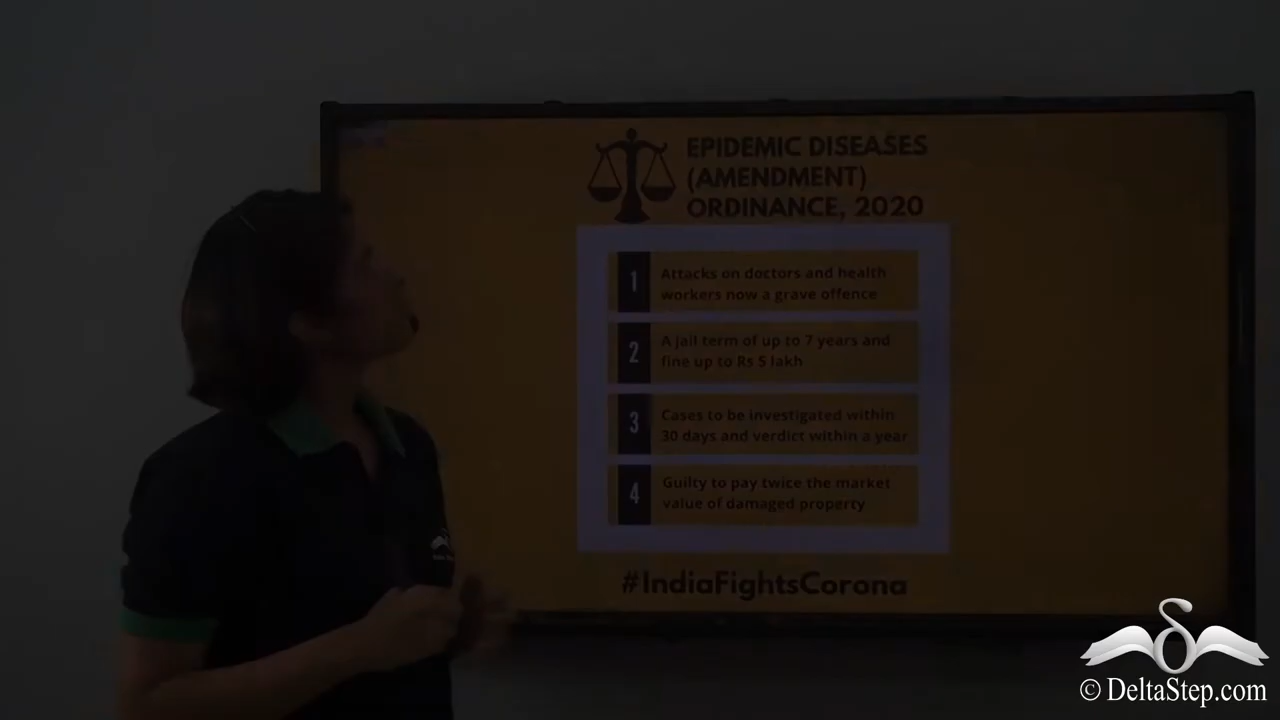 EPIDEMIC DISEASES
(AMENDMENT)
ORDINANCE, 2020
1 Attacks on doctors and health
workers now a grave offence
2 A jail term of up to 7 years and
fine up to Rs 5 lakh
3 Cases to be investigated within
30 days and verdict within a year
4 Guilty to pay twice the market
value of damaged property
#IndiaFightsCorona
© DeltaStep.com